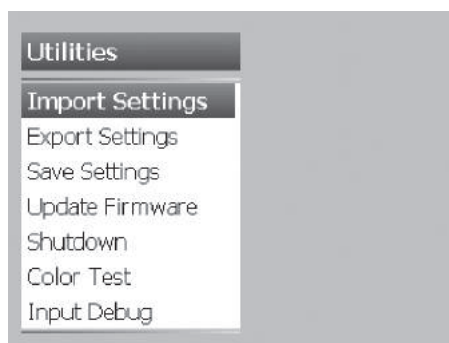 Utilities
Import Settings
Export Settings
Save Settings
Update Firmware
Shutdown
Color Test
Input Debug